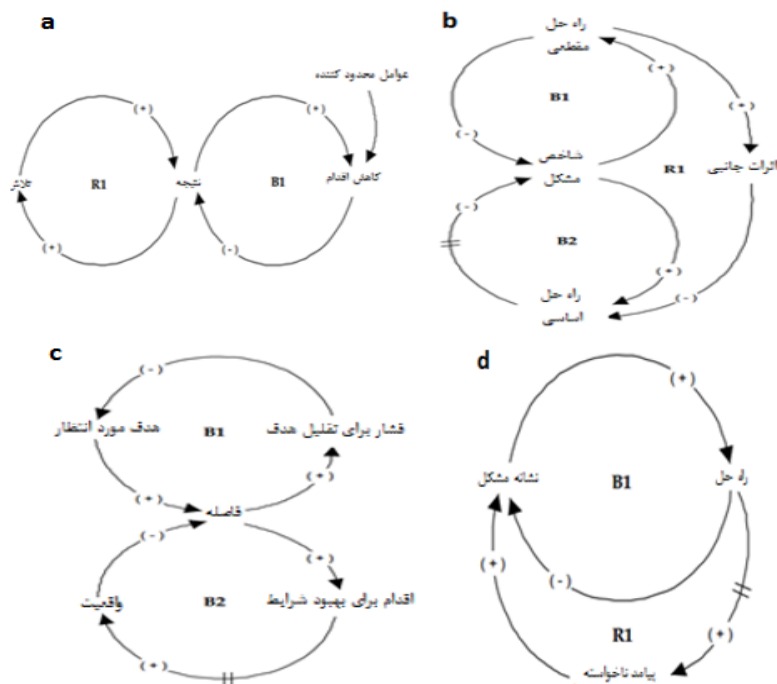 a
عوامل محدود کننده
(+)
(+)
تلاش
R1
نتیجه
B1
کاهش اقدام
(+)
(-)
b
راه حل
مقطعی
(+)
B1
(+)
(-)
شاخص
مشکل
R1
اثرات جانبی
(-)
B2
(+)
راه حل
اساسی
(-)
c
(-)
هدف مورد انتظار
B1
فشار برای تقلیل هدف
(+)
(+)
فاصله
(-)
(+)
واقعیت
B2
اقدام برای بهبود شرایط
(+)
d
(+)
نشانه مشکل
B1
راه حل
(+)
(-)
R1
(+)
پیامد ناخواسته